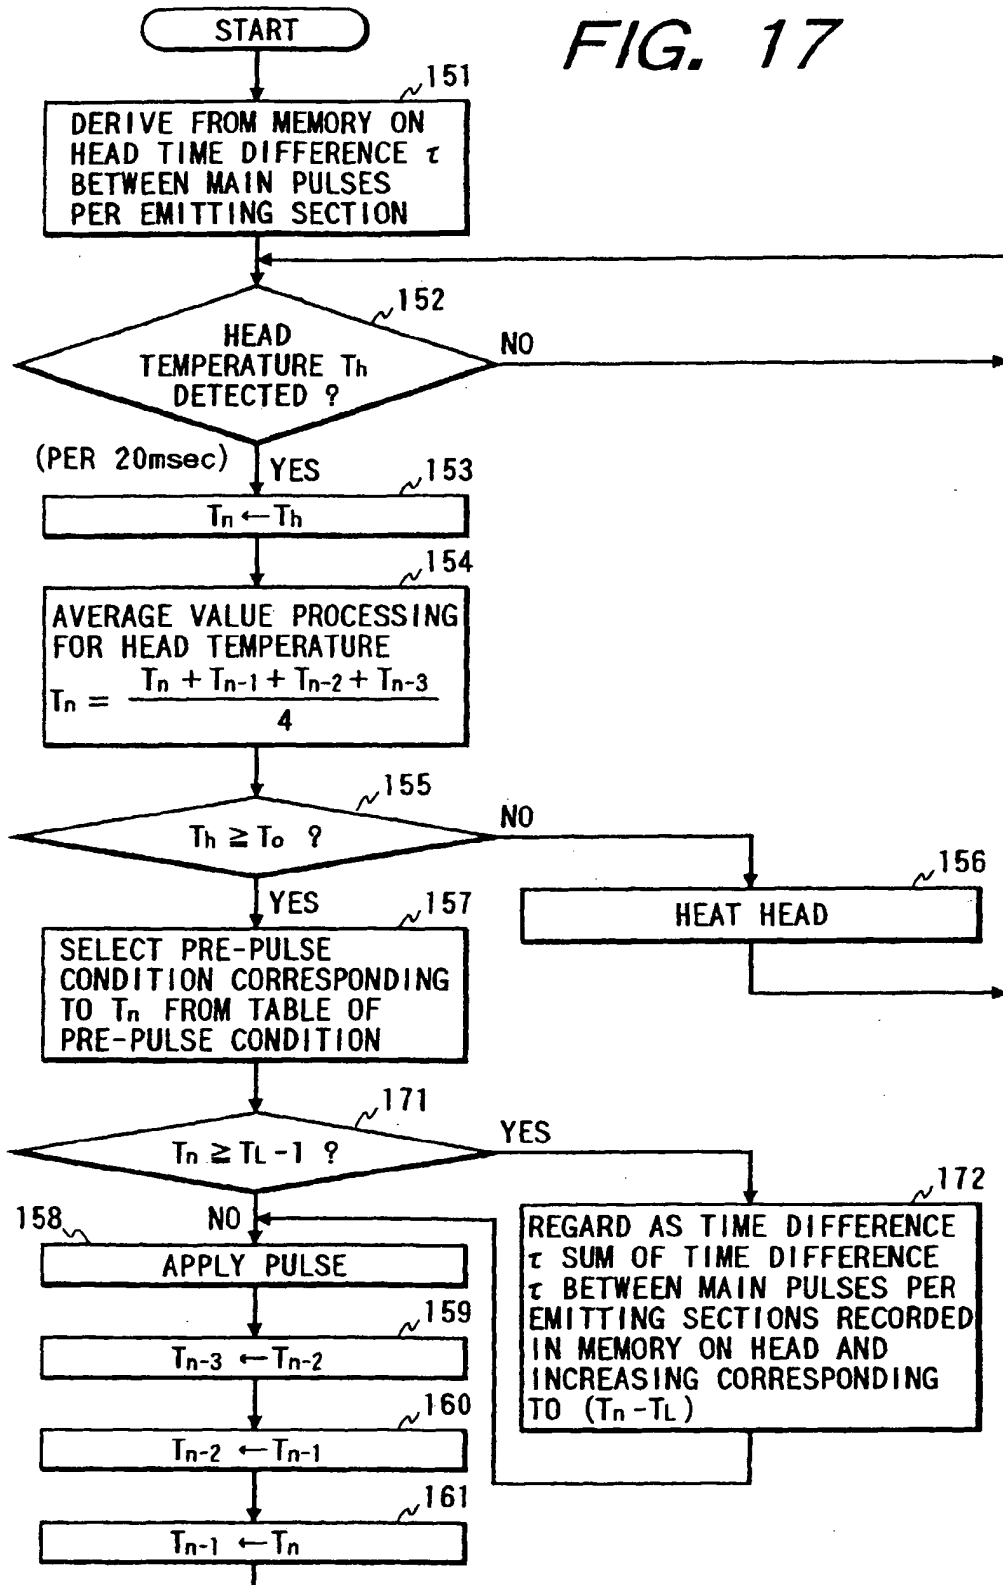 FIG. 17
START
151
DERIVE FROM MEMORY ON
HEAD TIME DIFFERENCE τ
BETWEEN MAIN PULSES
PER EMITTING SECTION
152
HEAD
TEMPERATURE Th
DETECTED ?
NO
(PER 20msec)
YES
153
Tn ← Th
154
AVERAGE VALUE PROCESSING
FOR HEAD TEMPERATURE
Tn = Tn + Tn-1 + Tn-2 + Tn-3
4
155
Th ≧ To ?
NO
156
HEAT HEAD
YES
157
SELECT PRE-PULSE
CONDITION CORRESPONDING
TO Tn FROM TABLE OF
PRE-PULSE CONDITION
171
Tn ≧ TL -1 ?
YES
172
REGARD AS TIME DIFFERENCE
τ SUM OF TIME DIFFERENCE
τ BETWEEN MAIN PULSES PER
EMITTING SECTIONS RECORDED
IN MEMORY ON HEAD AND
INCREASING CORRESPONDING
TO (Tn -TL)
NO
158
APPLY PULSE
159
Tn-3 ← Tn-2
160
Tn-2 ← Tn-1
161
Tn-1 ← Tn